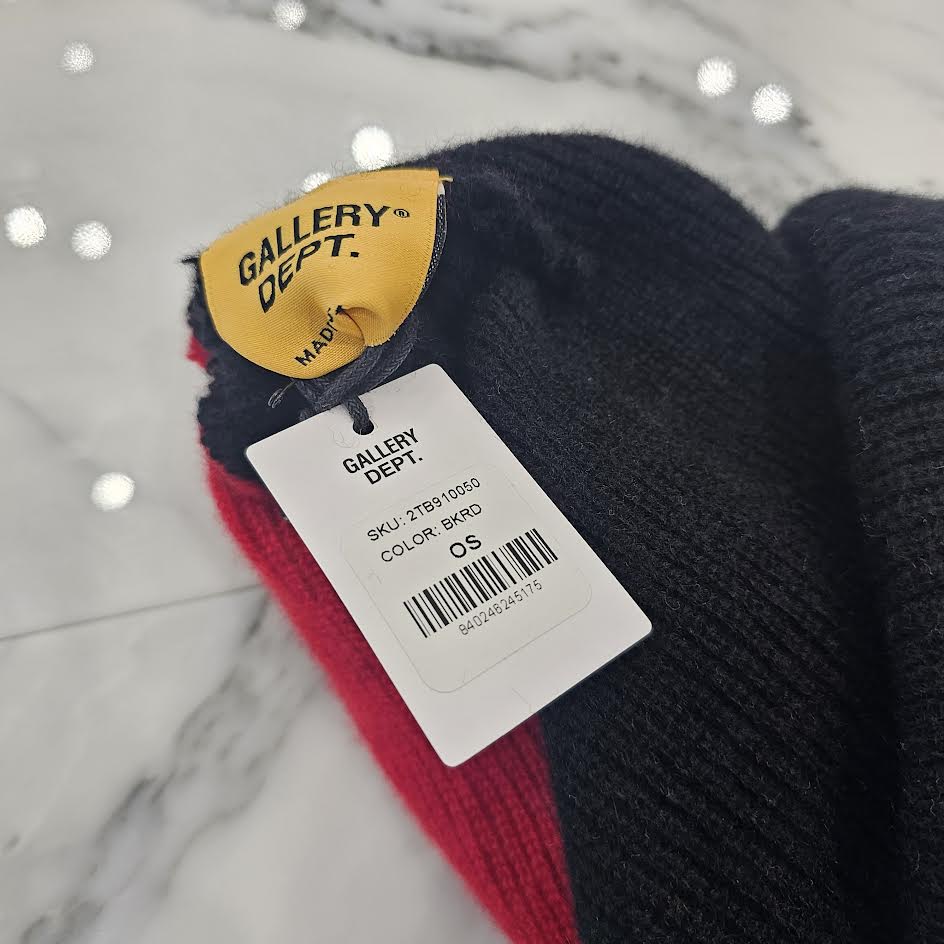 GALLERY®
DEPT.
GALLERY
DEPT.
SKU: 2TB910050
COLOR: BKRD
OS
840246245175